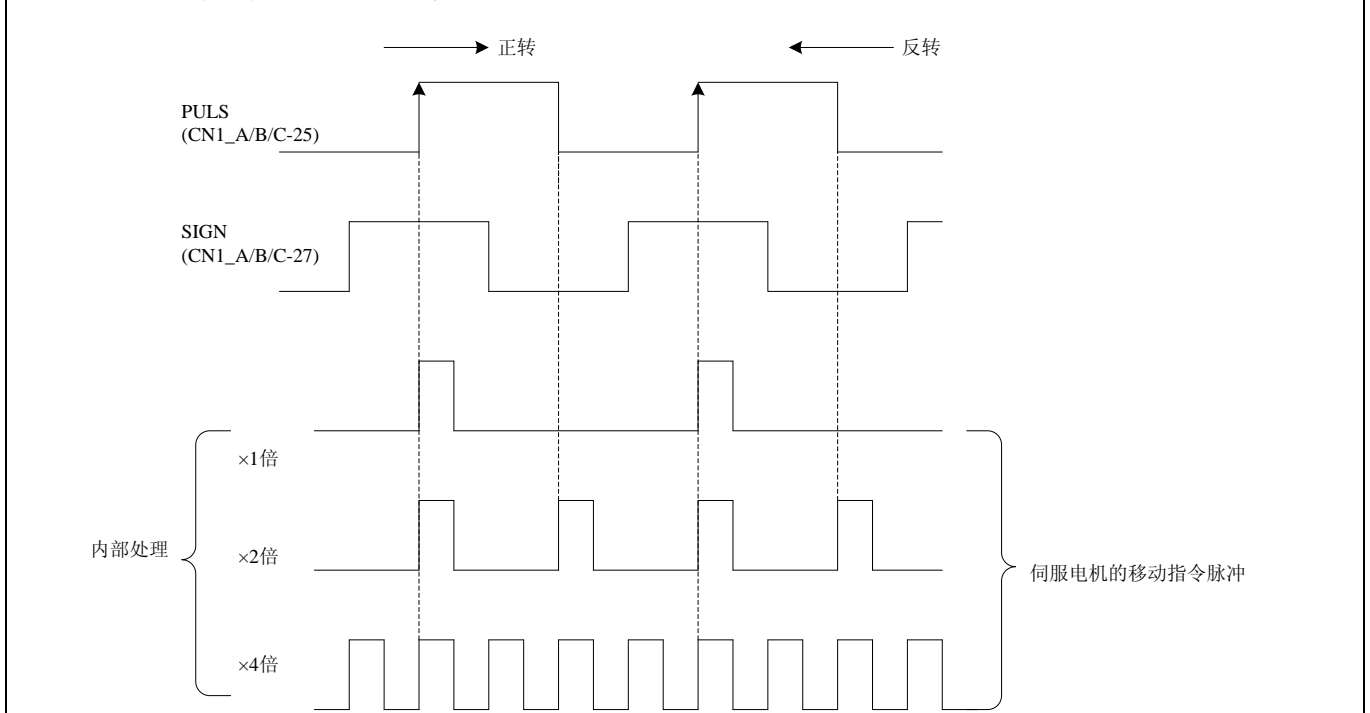 正转
反转
PULS
(CN1_A/B/C-25)
SIGN
(CN1_A/B/C-27)
×1倍
内部处理
×2倍
伺服电机的移动指令脉冲
×4倍